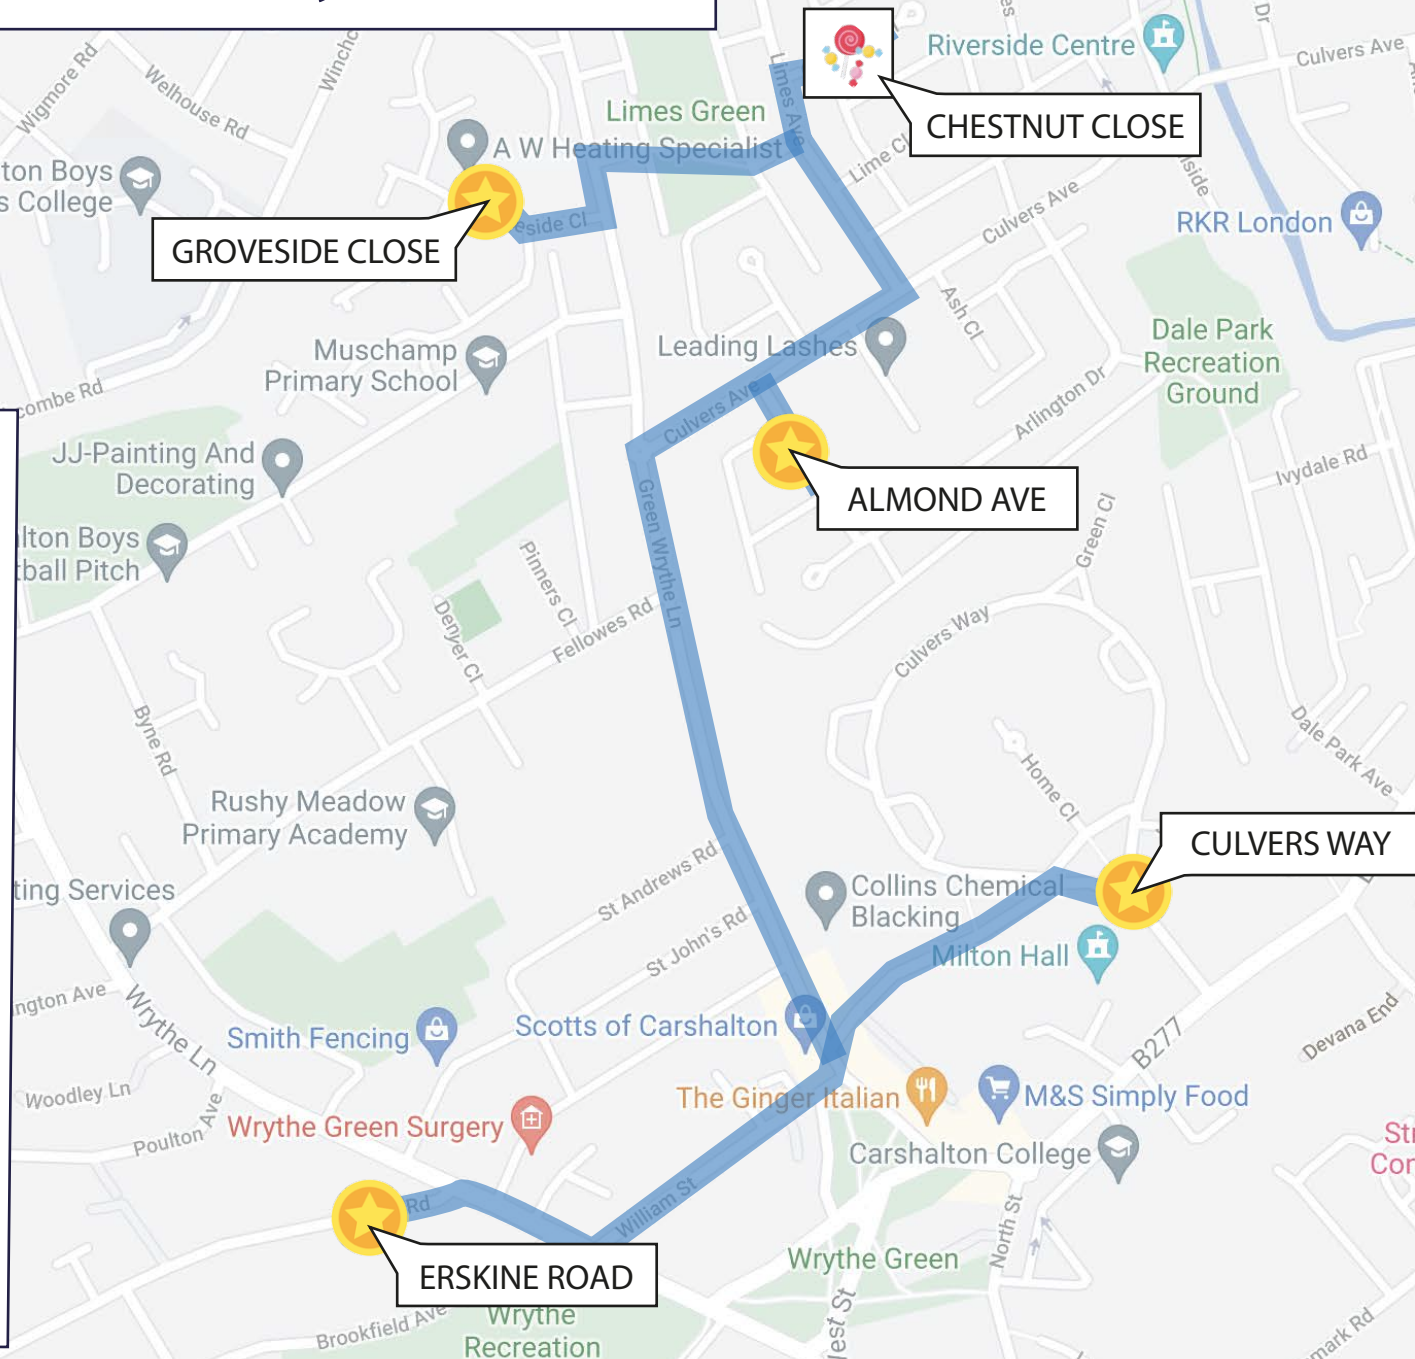 Riverside Centre
Culvers Ave
Dr
Wigmore Rd
Welhouse Rd
Limes Ave
Limes Green
CHESTNUT CLOSE
A W Heating Specialist
Lime Cl
ton Boys
s College
Culvers Ave
RKR London
GROVESIDE CLOSE
eside Cl
Ash Cl
Leading Lashes
Dale Park
Recreation
Ground
Muschamp
Primary School
combe Rd
Culvers Ave
Arlington Dr
JJ-Painting And
Decorating
Ivydale Rd
ALMOND AVE
Green Wrythe Ln
lton Boys
tball Pitch
Pinners Cl
Green Cl
Denyer Cl
Fellowes Rd
Culvers Way
Byne Rd
Dale Park Ave
Home Cl
Rushy Meadow
Primary Academy
CULVERS WAY
St Andrews Rd
ting Services
Collins Chemical
Blacking
St John's Rd
Milton Hall
ngton Ave
Wrythe Ln
Smith Fencing
Scotts of Carshalton
B277
Devana End
Woodley Ln
The Ginger Italian
M&S Simply Food
Poulton Ave
Wrythe Green Surgery
Carshalton College
Rd
William St
North St
ERSKINE ROAD
Wrythe Green
Brookfield Ave
Wrythe
Recreation
mark Rd